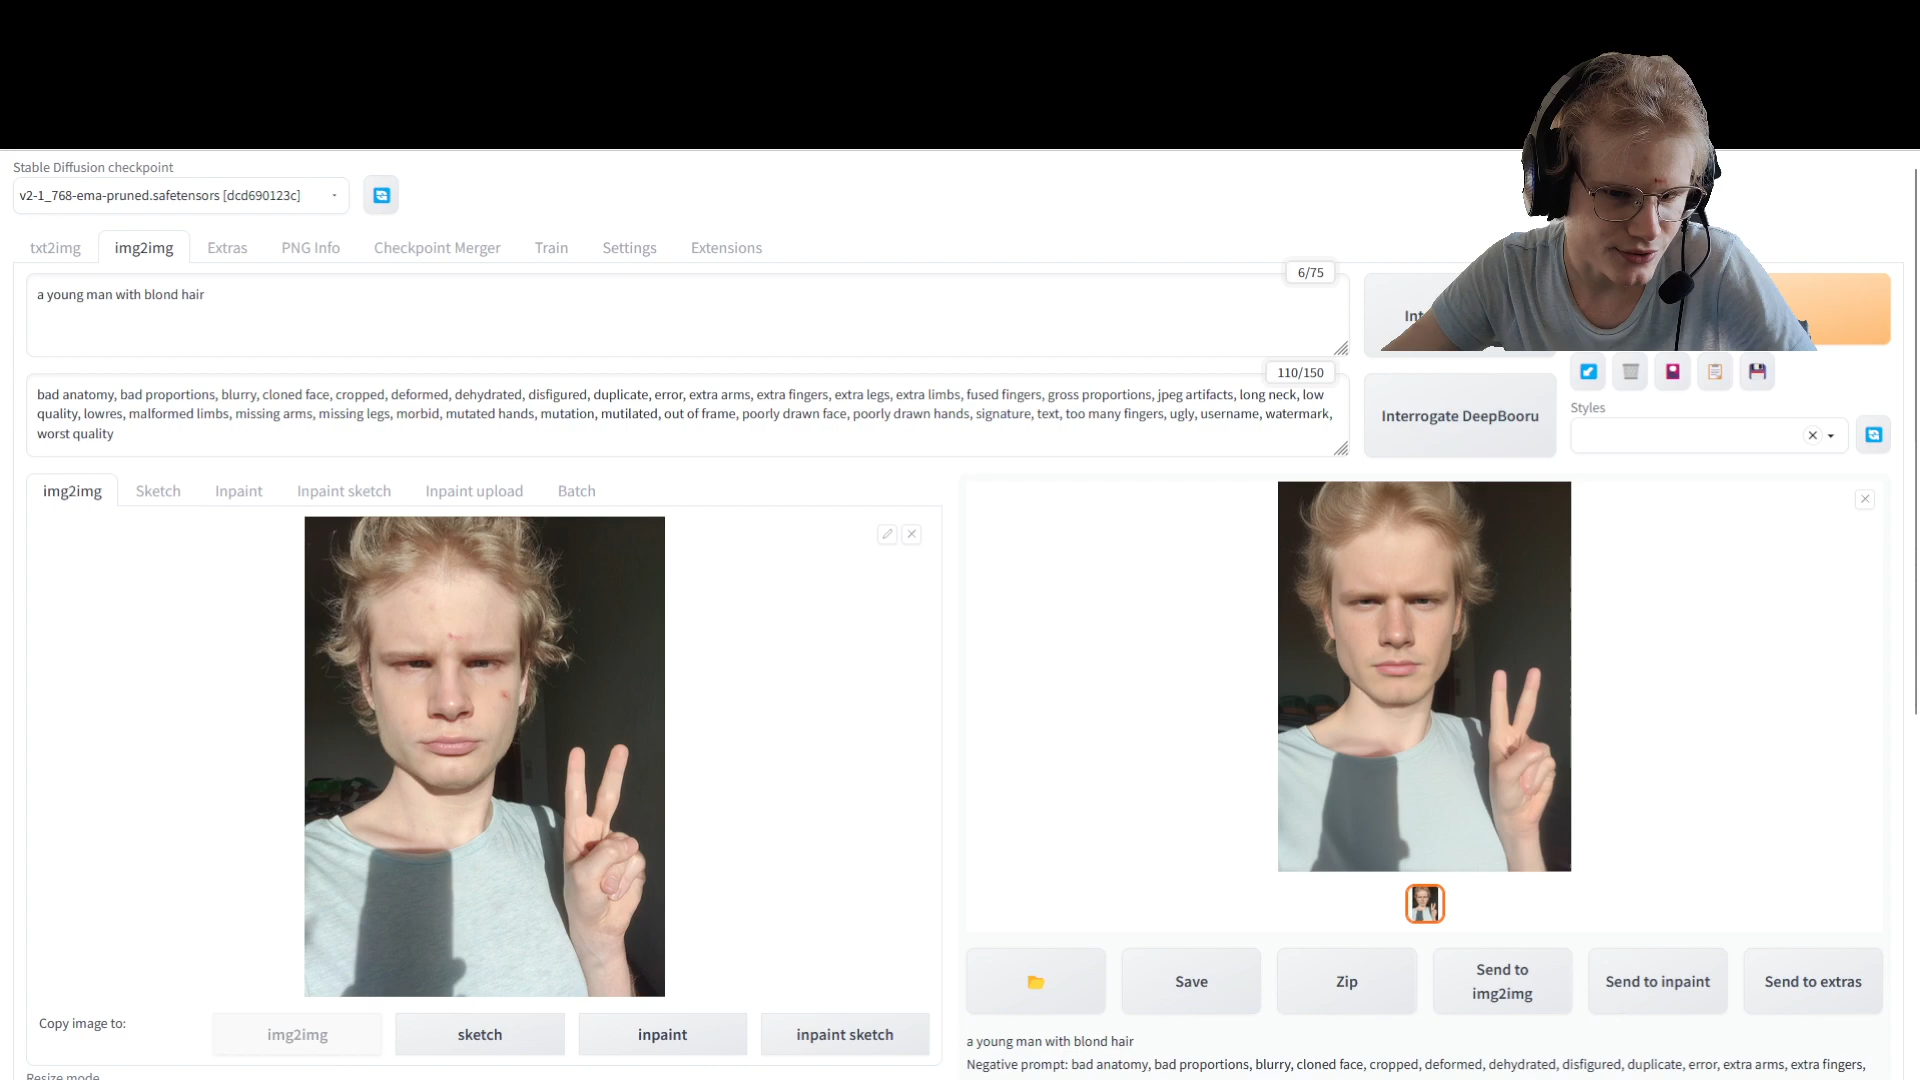 Stable Diffusion checkpoint
v2-1_768-ema-pruned.safetensors [dcd690123c]
txt2img img2img Extras PNG Info Checkpoint Merger Train Settings Extensions
6/75
a young man with blond hair
110/150
bad anatomy, bad proportions, blurry, cloned face, cropped, deformed, dehydrated, disfigured, duplicate, error, extra arms, extra fingers, extra legs, extra limbs, fused fingers, gross proportions, jpeg artifacts, long neck, low
quality, lowres, malformed limbs, missing arms, missing legs, morbid, mutated hands, mutation, mutilated, out of frame, poorly drawn face, poorly drawn hands, signature, text, too many fingers, ugly, username, watermark,
worst quality
Interrogate DeepBooru
Styles
img2img Sketch Inpaint Inpaint sketch Inpaint upload Batch
Copy image to:
img2img sketch inpaint inpaint sketch
Resize mode
Save
Zip
Send to
img2img
Send to inpaint
Send to extras
a young man with blond hair
Negative prompt: bad anatomy, bad proportions, blurry, cloned face, cropped, deformed, dehydrated, disfigured, duplicate, error, extra arms, extra fingers,